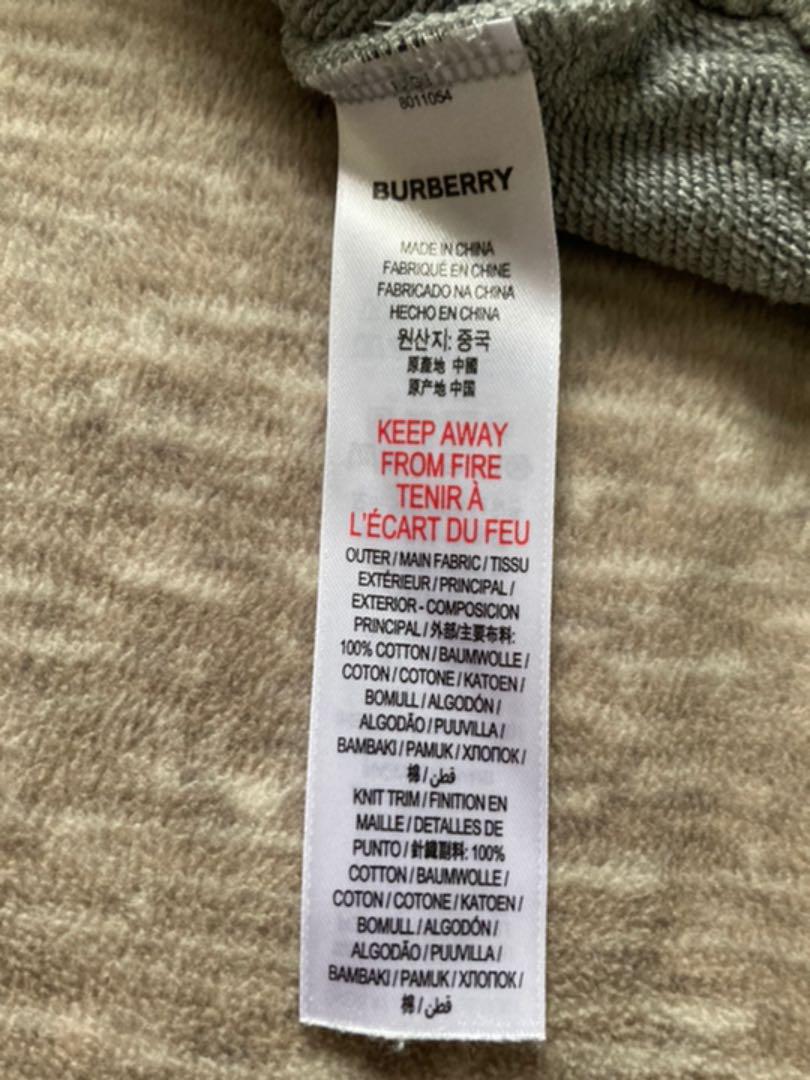 8011054
BURBERRY
MADE IN CHINA
FABRIQUÉ EN CHINE
FABRICADO NA CHINA
HECHO EN CHINA
원산지: 중국
原產地 中國
原产地 中国
KEEP AWAY
FROM FIRE
TENIR À
L'ÉCART DU FEU
OUTER / MAIN FABRIC / TISSU
EXTÉRIEUR / PRINCIPAL /
EXTERIOR - COMPOSICION
PRINCIPAL / 外部/主要布料:
100% COTTON / BAUMWOLLE /
COTON / COTONE / KATOEN /
BOMULL / ALGODÓN /
ALGODÃO / PUUVILLA /
BAMBAKI / PAMUK / ХЛОПОК /
棉 / قطن
KNIT TRIM / FINITION EN
MAILLE / DETALLES DE
PUNTO / 針織副料: 100%
COTTON / BAUMWOLLE /
COTON / COTONE / KATOEN /
BOMULL / ALGODÓN /
ALGODÃO / PUUVILLA /
BAMBAKI / PAMUK / ХЛОПОК /
棉 / قطن